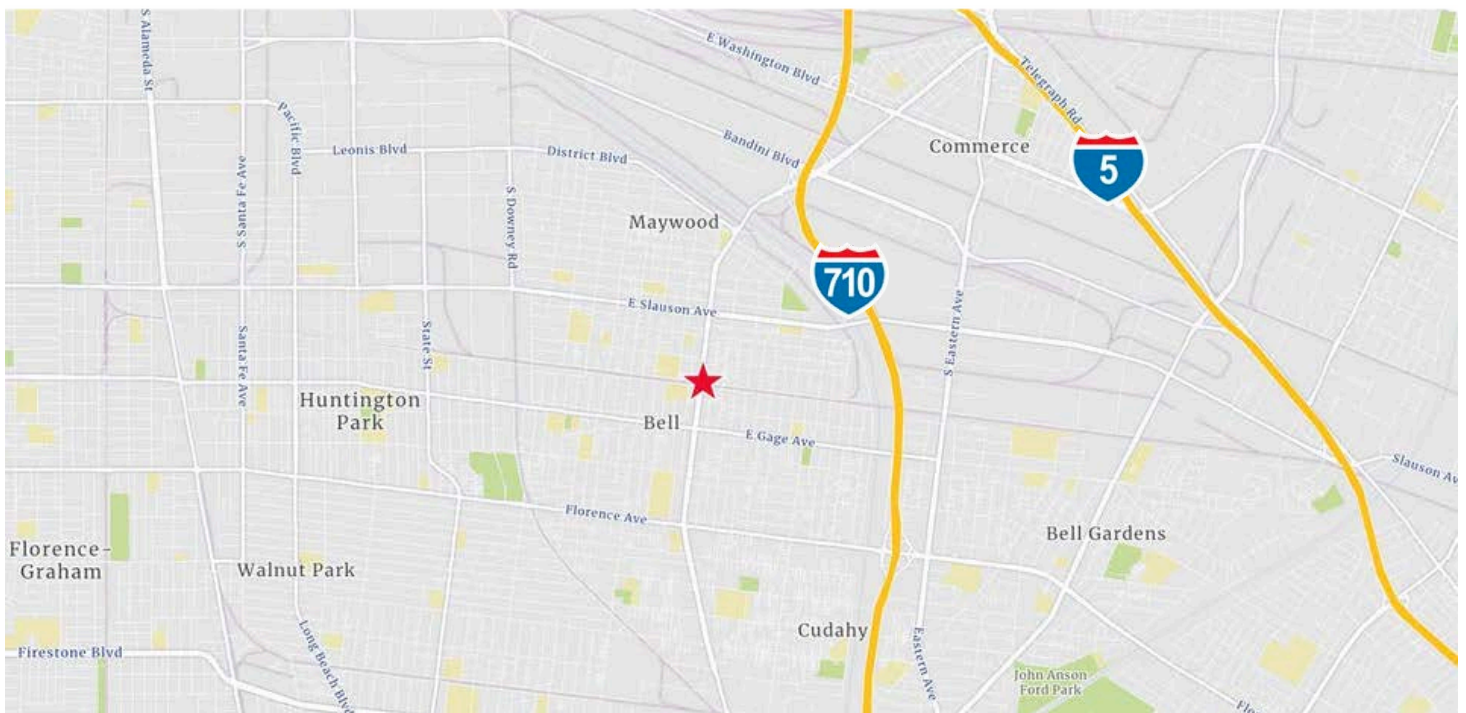 S Alameda St
E Washington Blvd
Telegraph Rd
Pacific Blvd
Bandini Blvd
Commerce
5
Leonis Blvd
District Blvd
S Santa Fe Ave
S Downey Rd
Maywood
710
E Slauson Ave
S Eastern Ave
Santa Fe Ave
State St
Huntington
Park
Bell
E Gage Ave
Slauson Av
Florence Ave
Bell Gardens
Florence-
Graham
Walnut Park
Cudahy
Long Beach Blvd
Eastern Ave
Firestone Blvd
John Anson
Ford Park
Flo